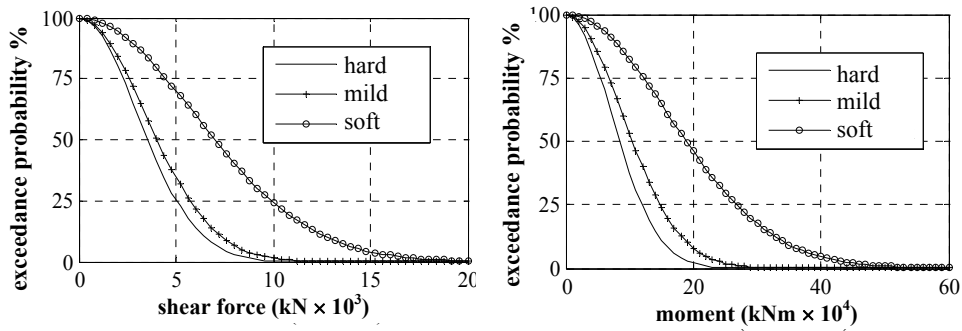 exceedance probability %
100
75
50
25
0
hard
mild
soft
0 5 10 15 20
shear force (kN × 10³)
exceedance probability %
100
75
50
25
0
hard
mild
soft
0 20 40 60
moment (kNm × 10⁴)